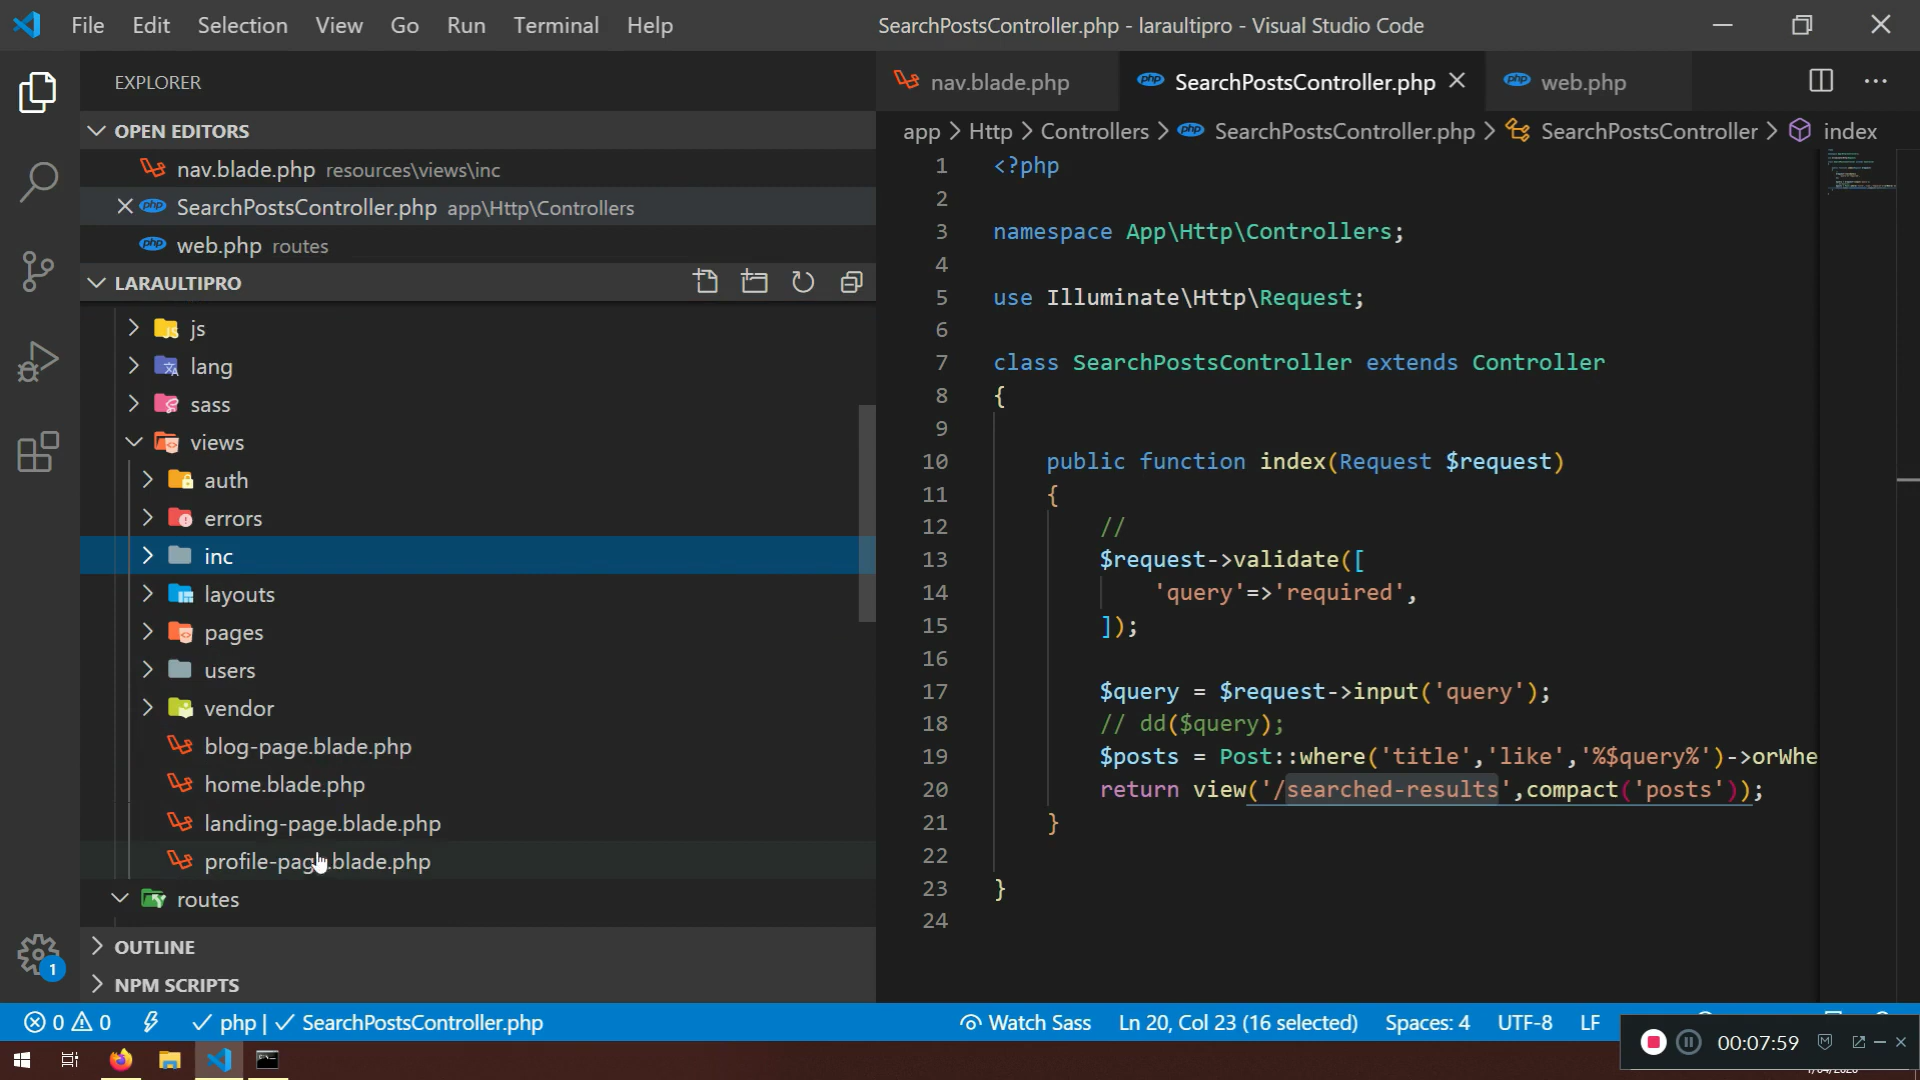 File Edit Selection View Go Run Terminal Help SearchPostsController.php - laraultipro - Visual Studio Code
EXPLORER
OPEN EDITORS
nav.blade.php resources\views\inc
SearchPostsController.php app\Http\Controllers
web.php routes
LARAULTIPRO
js
lang
sass
views
auth
errors
inc
layouts
pages
users
vendor
blog-page.blade.php
home.blade.php
landing-page.blade.php
profile-page.blade.php
routes
OUTLINE
NPM SCRIPTS
nav.blade.php SearchPostsController.php web.php
app > Http > Controllers > SearchPostsController.php > SearchPostsController > index
1 <?php
2
3 namespace App\Http\Controllers;
4
5 use Illuminate\Http\Request;
6
7 class SearchPostsController extends Controller
8 {
9
10 public function index(Request $request)
11 {
12 //
13 $request->validate([
14 'query'=>'required',
15 ]);
16
17 $query = $request->input('query');
18 // dd($query);
19 $posts = Post::where('title','like','%$query%')->orWhe
20 return view('/searched-results',compact('posts'));
21 }
22
23 }
24
0 0 php | SearchPostsController.php Watch Sass Ln 20, Col 23 (16 selected) Spaces: 4 UTF-8 LF
1
00:07:59